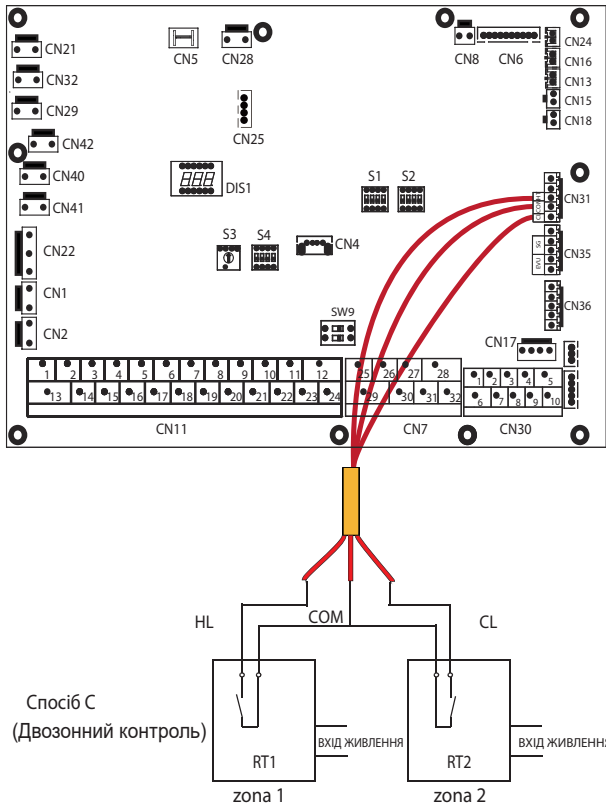 CN21
CN5
CN28
CN8
CN6
CN24
CN32
CN16
CN13
CN29
CN15
CN25
CN18
CN42
CN40
DIS1
S1
S2
CN31
CN41
S3
S4
CN4
SG
EVU
CN35
CN22
CN1
CN36
SW9
CN2
CN17
1 2 3 4 5 6 7 8 9 10 11 12
25 26 27 28
1 2 3 4 5
13 14 15 16 17 18 19 20 21 22 23 24
29 30 31 32
6 7 8 9 10
CN11
CN7
CN30
HL
COM
CL
Спосіб C
(Двозонний контроль)
RT1
ВХІД ЖИВЛЕННЯ
RT2
ВХІД ЖИВЛЕННЯ
zona 1
zona 2